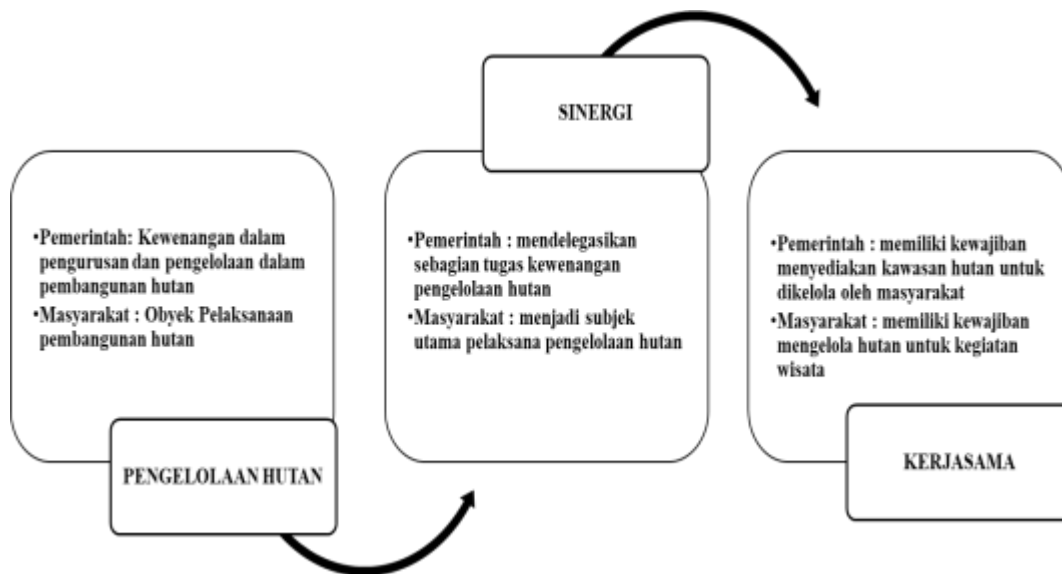 SINERGI
•Pemerintah: Kewenangan dalam
pengurusan dan pengelolaan dalam
pembangunan hutan
•Masyarakat : Obyek Pelaksanaan
pembangunan hutan
PENGELOLAAN HUTAN
•Pemerintah : mendelegasikan
sebagian tugas kewenangan
pengelolaan hutan
•Masyarakat : menjadi subjek
utama pelaksana pengelolaan hutan
•Pemerintah : memiliki kewajiban
menyediakan kawasan hutan untuk
dikelola oleh masyarakat
•Masyarakat : memiliki kewajiban
mengelola hutan untuk kegiatan
wisata
KERJASAMA